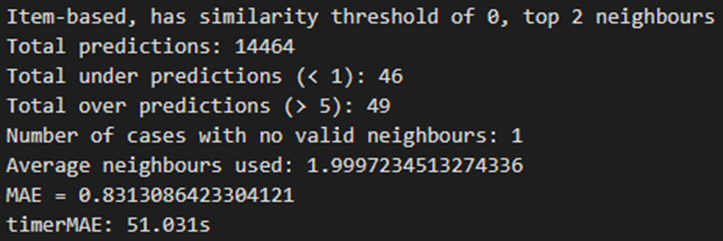 Item-based, has similarity threshold of 0, top 2 neighbours
Total predictions: 14464
Total under predictions (< 1): 46
Total over predictions (> 5): 49
Number of cases with no valid neighbours: 1
Average neighbours used: 1.9997234513274336
MAE = 0.8313086423304121
timerMAE: 51.031s